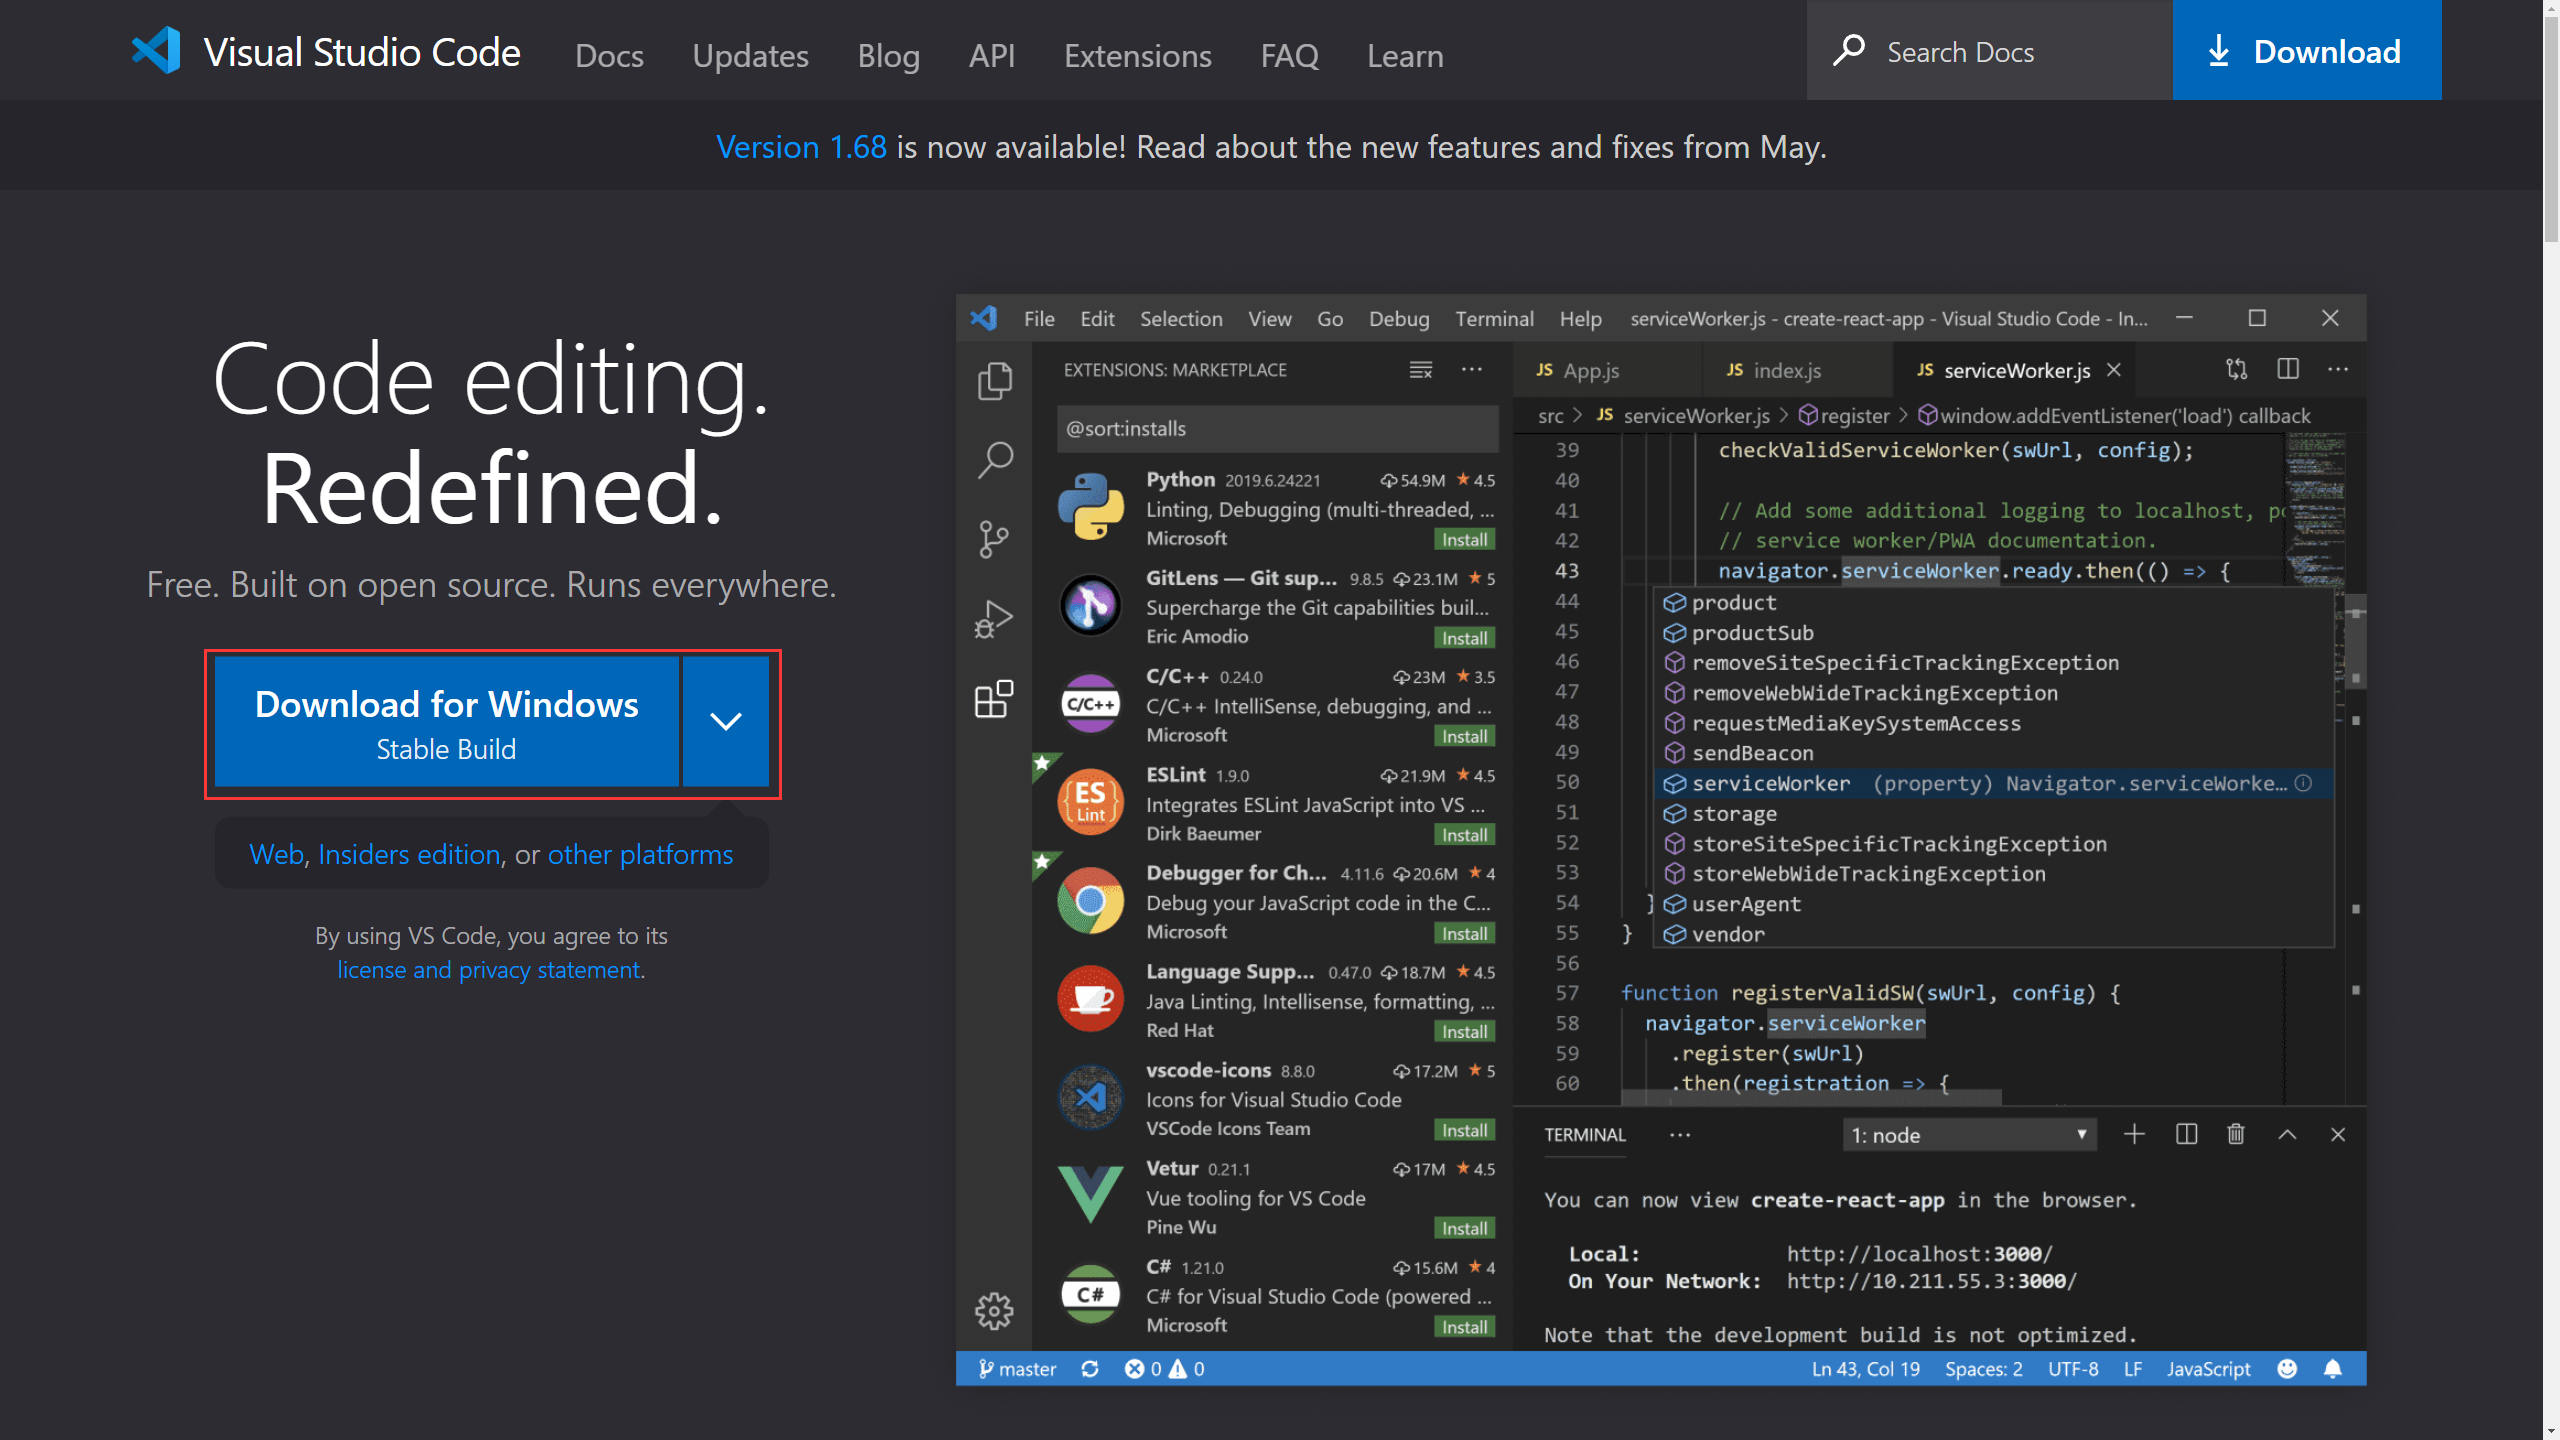 Visual Studio Code Docs Updates Blog API Extensions FAQ Learn Search Docs Download
Version 1.68 is now available! Read about the new features and fixes from May.
Code editing.
Redefined.
Free. Built on open source. Runs everywhere.
Download for Windows
Stable Build
Web, Insiders edition, or other platforms
By using VS Code, you agree to its
license and privacy statement.
File Edit Selection View Go Debug Terminal Help serviceWorker.js - create-react-app - Visual Studio Code - In...
EXTENSIONS: MARKETPLACE
@sort:installs
Python 2019.6.24221 54.9M 4.5
Linting, Debugging (multi-threaded, ...
Microsoft Install
GitLens — Git sup... 9.8.5 23.1M 5
Supercharge the Git capabilities buil...
Eric Amodio Install
C/C++
C/C++ 0.24.0 23M 3.5
C/C++ IntelliSense, debugging, and ...
Microsoft Install
ES
Lint
ESLint 1.9.0 21.9M 4.5
Integrates ESLint JavaScript into VS ...
Dirk Baeumer Install
Debugger for Ch... 4.11.6 20.6M 4
Debug your JavaScript code in the C...
Microsoft Install
Language Supp... 0.47.0 18.7M 4.5
Java Linting, Intellisense, formatting, ...
Red Hat Install
vscode-icons 8.8.0 17.2M 5
Icons for Visual Studio Code
VSCode Icons Team Install
Vetur 0.21.1 17M 4.5
Vue tooling for VS Code
Pine Wu Install
C#
C# 1.21.0 15.6M 4
C# for Visual Studio Code (powered ...
Microsoft Install
JS App.js JS index.js JS serviceWorker.js
src > JS serviceWorker.js > register > window.addEventListener('load') callback
39 checkValidServiceWorker(swUrl, config);
40
41 // Add some additional logging to localhost, po
42 // service worker/PWA documentation.
43 navigator.serviceWorker.ready.then(() => {
44 product
45 productSub
46 removeSiteSpecificTrackingException
47 removeWebWideTrackingException
48 requestMediaKeySystemAccess
49 sendBeacon
50 serviceWorker (property) Navigator.serviceWorke...
51 storage
52 storeSiteSpecificTrackingException
53 storeWebWideTrackingException
54 } userAgent
55 } vendor
56
57 function registerValidSW(swUrl, config) {
58 navigator.serviceWorker
59 .register(swUrl)
60 .then(registration => {
TERMINAL ... 1: node
You can now view create-react-app in the browser.
Local: http://localhost:3000/
On Your Network: http://10.211.55.3:3000/
Note that the development build is not optimized.
master 0 0 Ln 43, Col 19 Spaces: 2 UTF-8 LF JavaScript